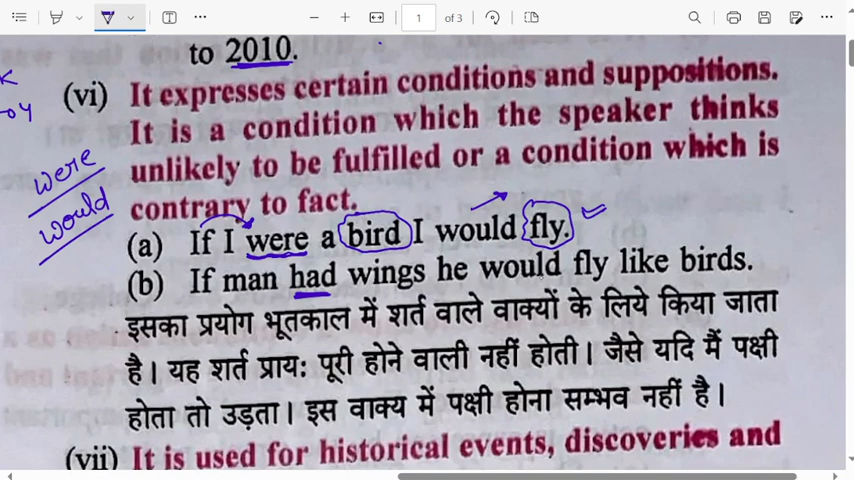 1 of 3
to 2010.
(vi) It expresses certain conditions and suppositions.
It is a condition which the speaker thinks
unlikely to be fulfilled or a condition which is
contrary to fact.
were
would
(a) If I were a bird I would fly.
(b) If man had wings he would fly like birds.
इसका प्रयोग भूतकाल में शर्त वाले वाक्यों के लिये किया जाता
है। यह शर्त प्राय: पूरी होने वाली नहीं होती। जैसे यदि मैं पक्षी
होता तो उड़ता। इस वाक्य में पक्षी होना सम्भव नहीं है।
(vii) It is used for historical events, discoveries and